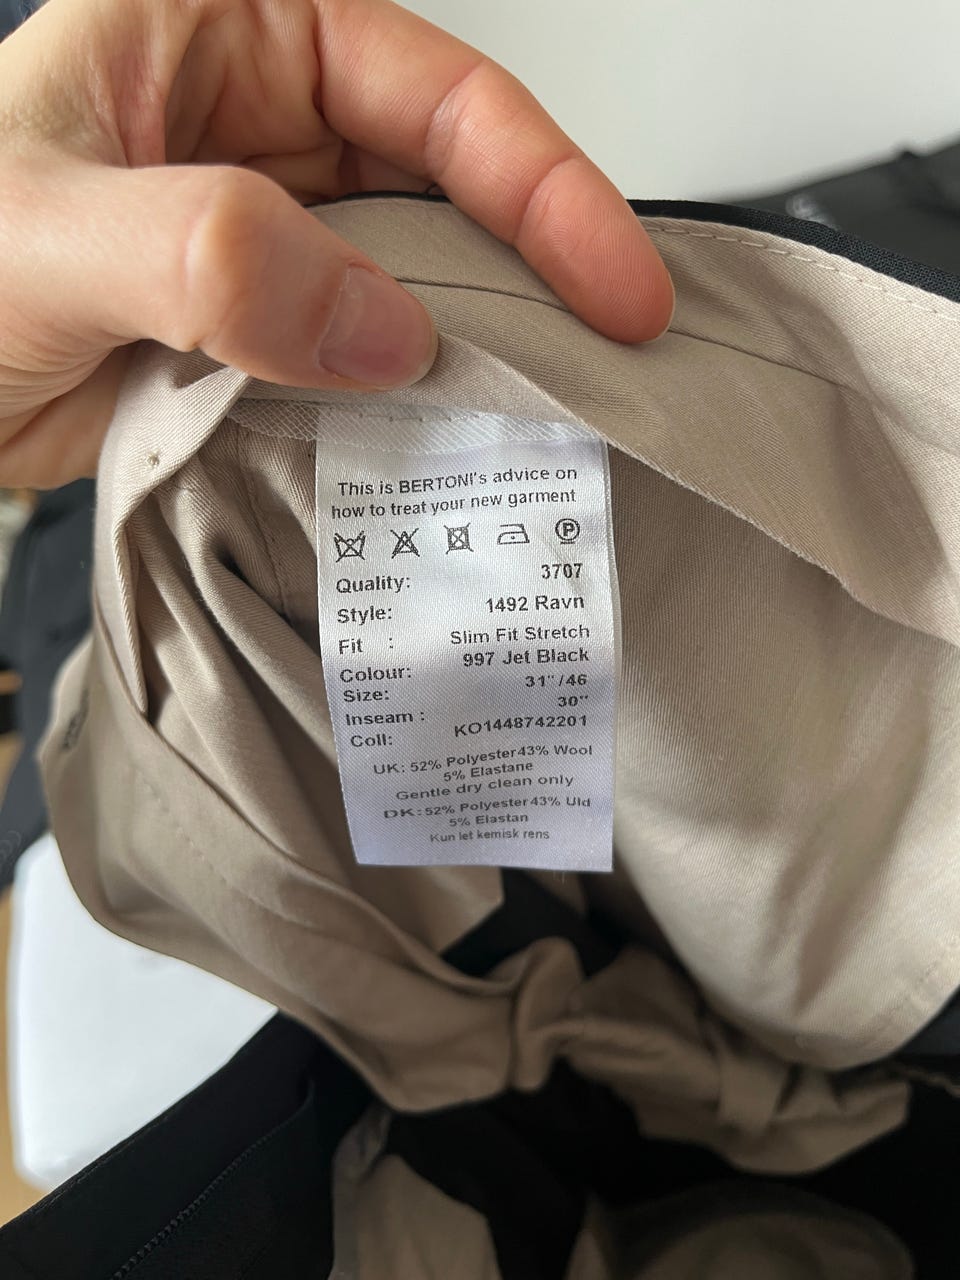 This is BERTONI's advice on
how to treat your new garment
P
Quality: 3707
Style: 1492 Ravn
Fit : Slim Fit Stretch
Colour: 997 Jet Black
Size: 31"/46
Inseam : 30"
Coll: KO1448742201
UK: 52% Polyester 43% Wool
5% Elastane
Gentle dry clean only
DK: 52% Polyester 43% Uld
5% Elastan
Kun let kemisk rens